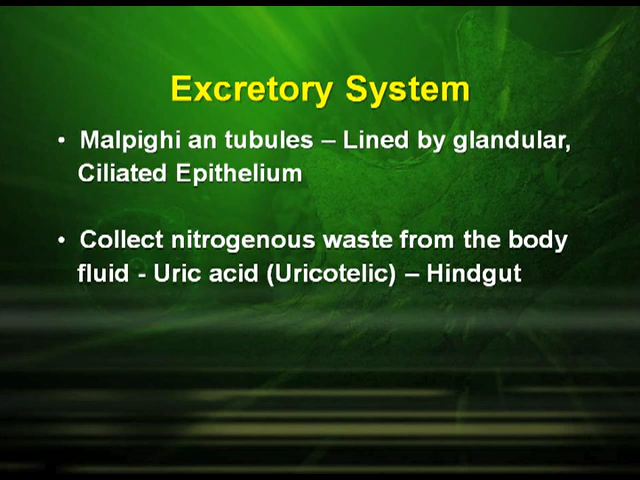 Excretory System
• Malpighi an tubules – Lined by glandular,
Ciliated Epithelium
• Collect nitrogenous waste from the body
fluid - Uric acid (Uricotelic) – Hindgut